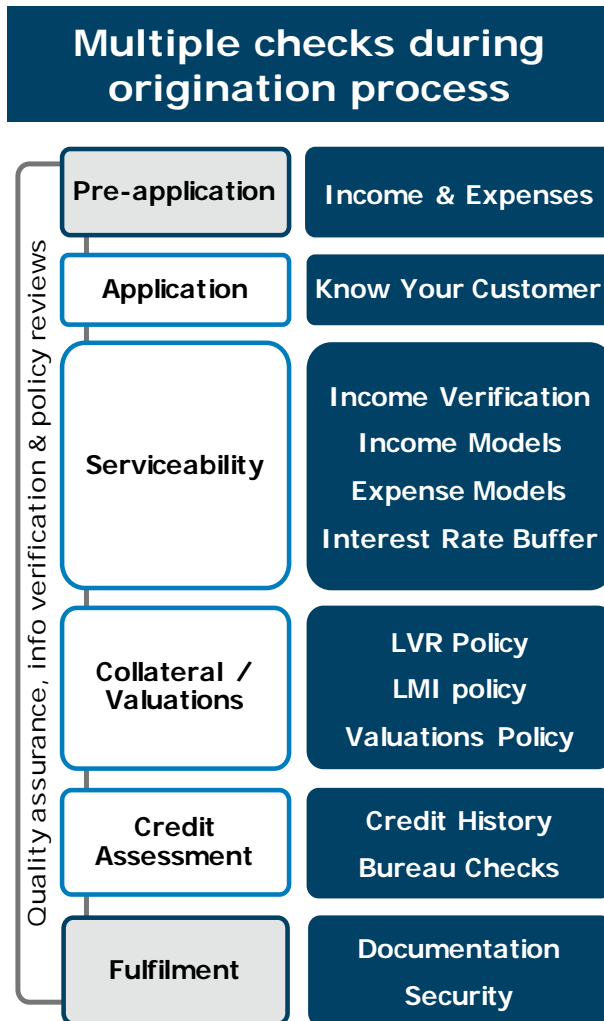 Multiple checks during
origination process
Quality assurance, info verification & policy reviews
Pre-application
Income & Expenses
Application
Know Your Customer
Serviceability
Income Verification
Income Models
Expense Models
Interest Rate Buffer
Collateral /
Valuations
LVR Policy
LMI policy
Valuations Policy
Credit
Assessment
Credit History
Bureau Checks
Fulfilment
Documentation
Security